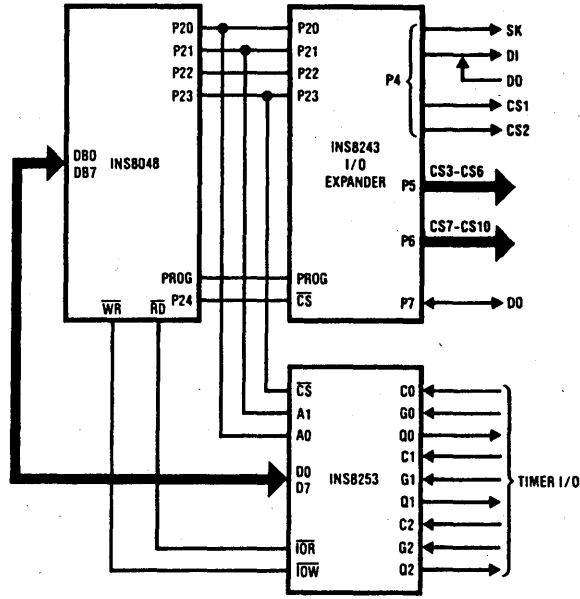 P20
P21
P22
P23
DB0
DB7
INS8048
PROG
P24
WR
RD
P20
P21
P22
P23
INS8243
I/O
EXPANDER
PROG
CS
P4
P5
P6
P7
SK
DI
DO
CS1
CS2
CS3-CS6
CS7-CS10
DO
CS
A1
A0
D0
D7
INS8253
IOR
IOW
C0
G0
Q0
C1
G1
Q1
C2
G2
Q2
TIMER I/O